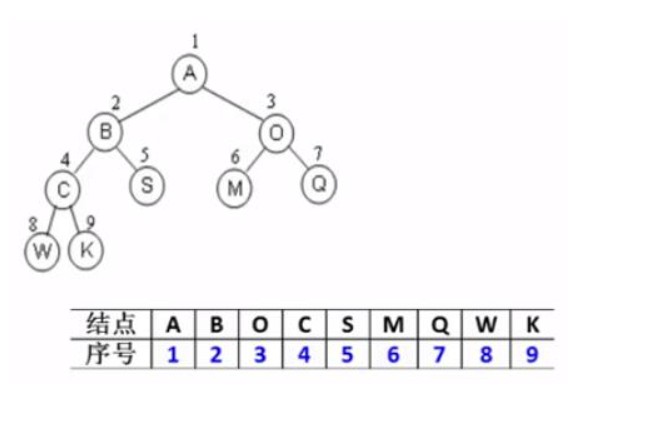 1
A
2 3
B O
4 5 6 7
C S M Q
8 9
W K
结点 A B O C S M Q W K
序号 1 2 3 4 5 6 7 8 9